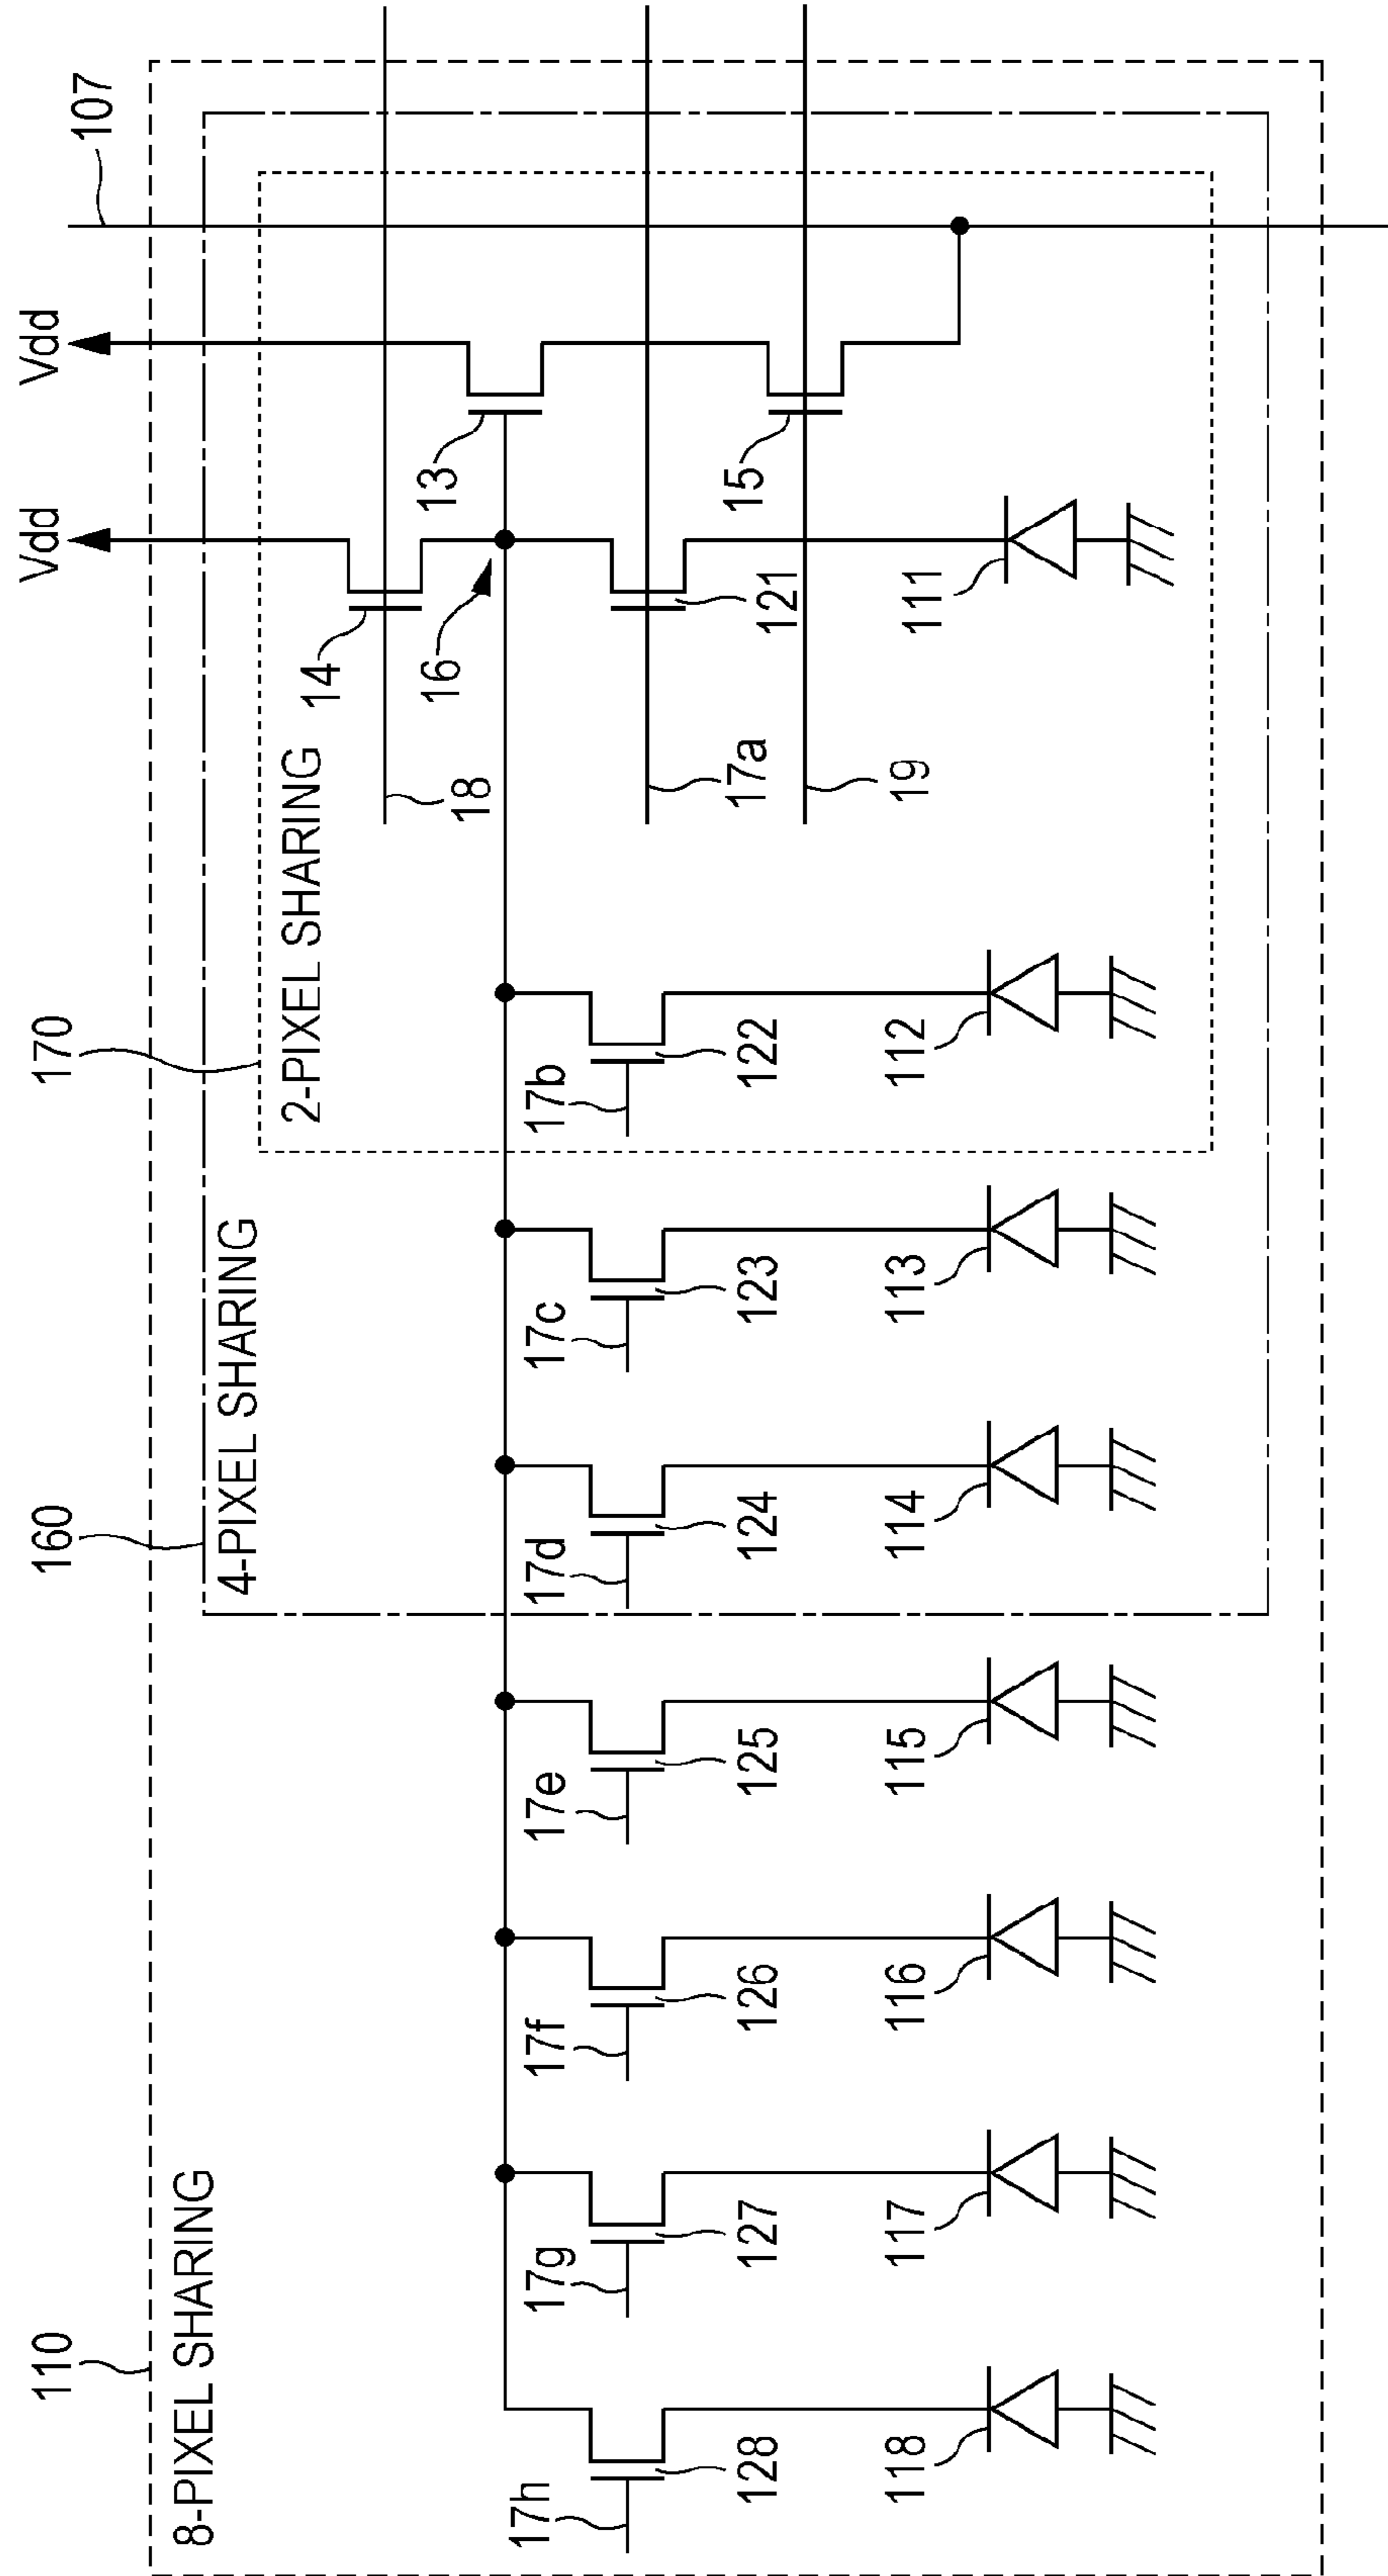 110
8-PIXEL SHARING
160
4-PIXEL SHARING
170
2-PIXEL SHARING
Vdd
Vdd
107
14
16
13
18
17h
17g
17f
17e
17d
17c
17b
17a
15
19
128
127
126
125
124
123
122
121
118
117
116
115
114
113
112
111